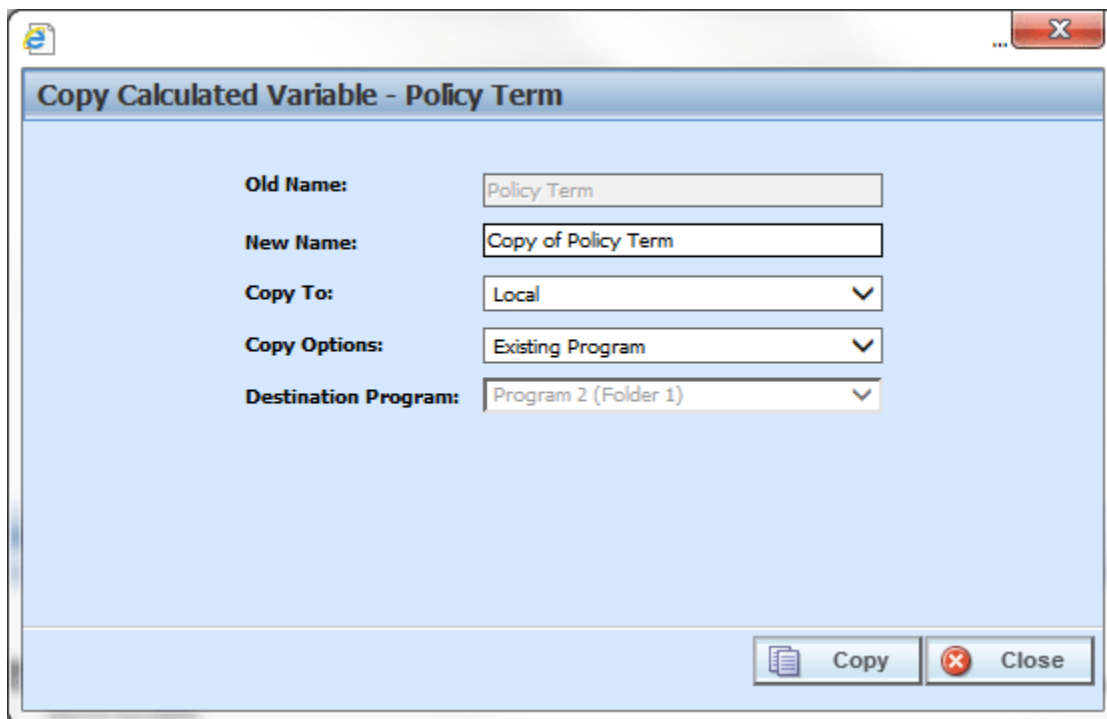 ...
Copy Calculated Variable - Policy Term
Old Name: Policy Term
New Name: Copy of Policy Term
Copy To: Local
Copy Options: Existing Program
Destination Program: Program 2 (Folder 1)
Copy Close